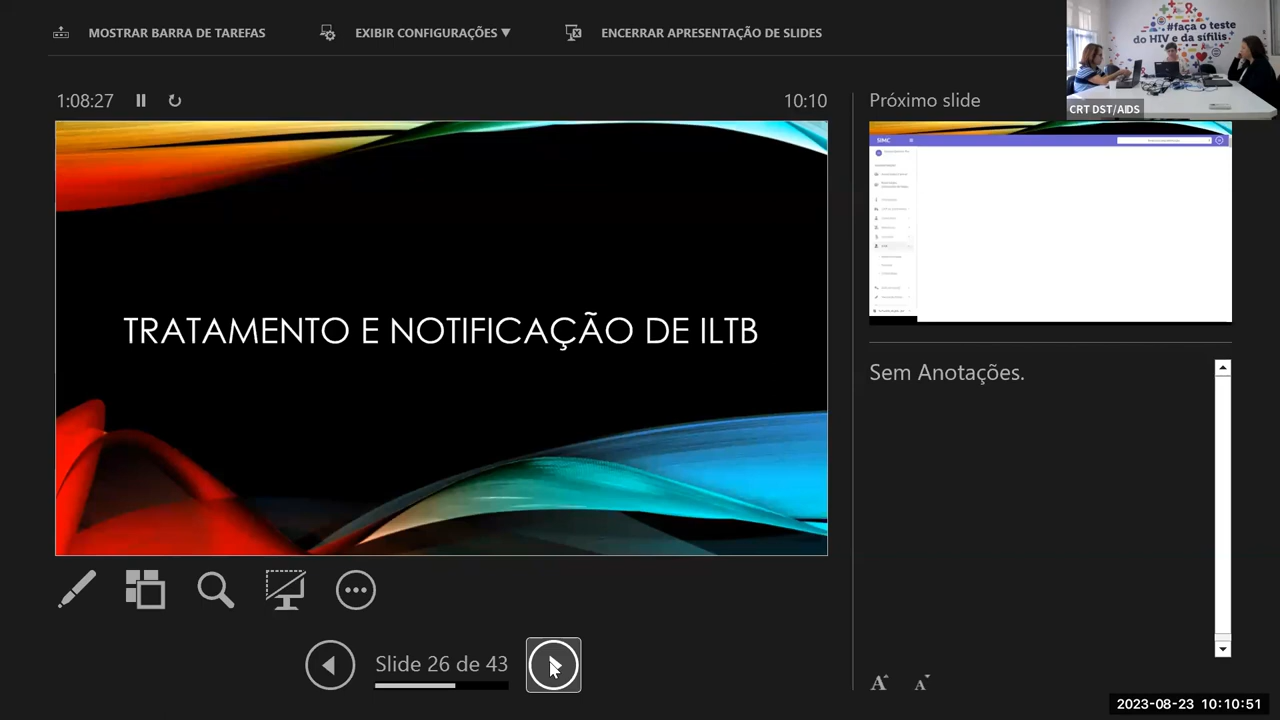 MOSTRAR BARRA DE TAREFAS
EXIBIR CONFIGURAÇÕES ▼
ENCERRAR APRESENTAÇÃO DE SLIDES
#faça o teste
do HIV e da sífilis.
CRT DST/AIDS
1:08:27
10:10
Próximo slide
SIMC
TRATAMENTO E NOTIFICAÇÃO DE ILTB
Sem Anotações.
Slide 26 de 43
A A
2023-08-23 10:10:51